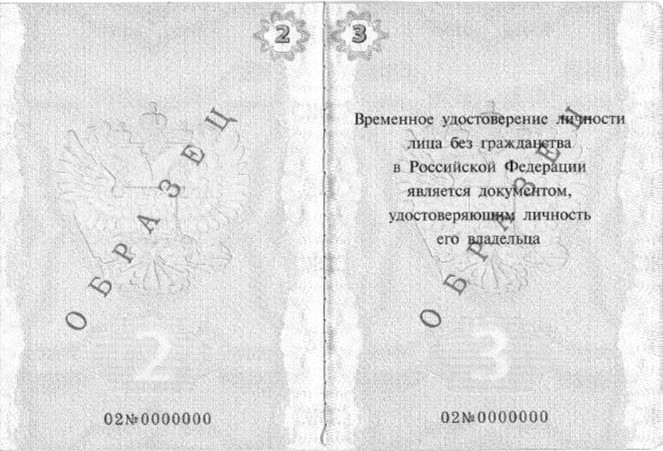 2
ОБРАЗЕЦ
2
02№0000000
3
Временное удостоверение личности
лица без гражданства
в Российской Федерации
является документом,
удостоверяющим личность
его владельца
ОБРАЗЕЦ
3
02№0000000